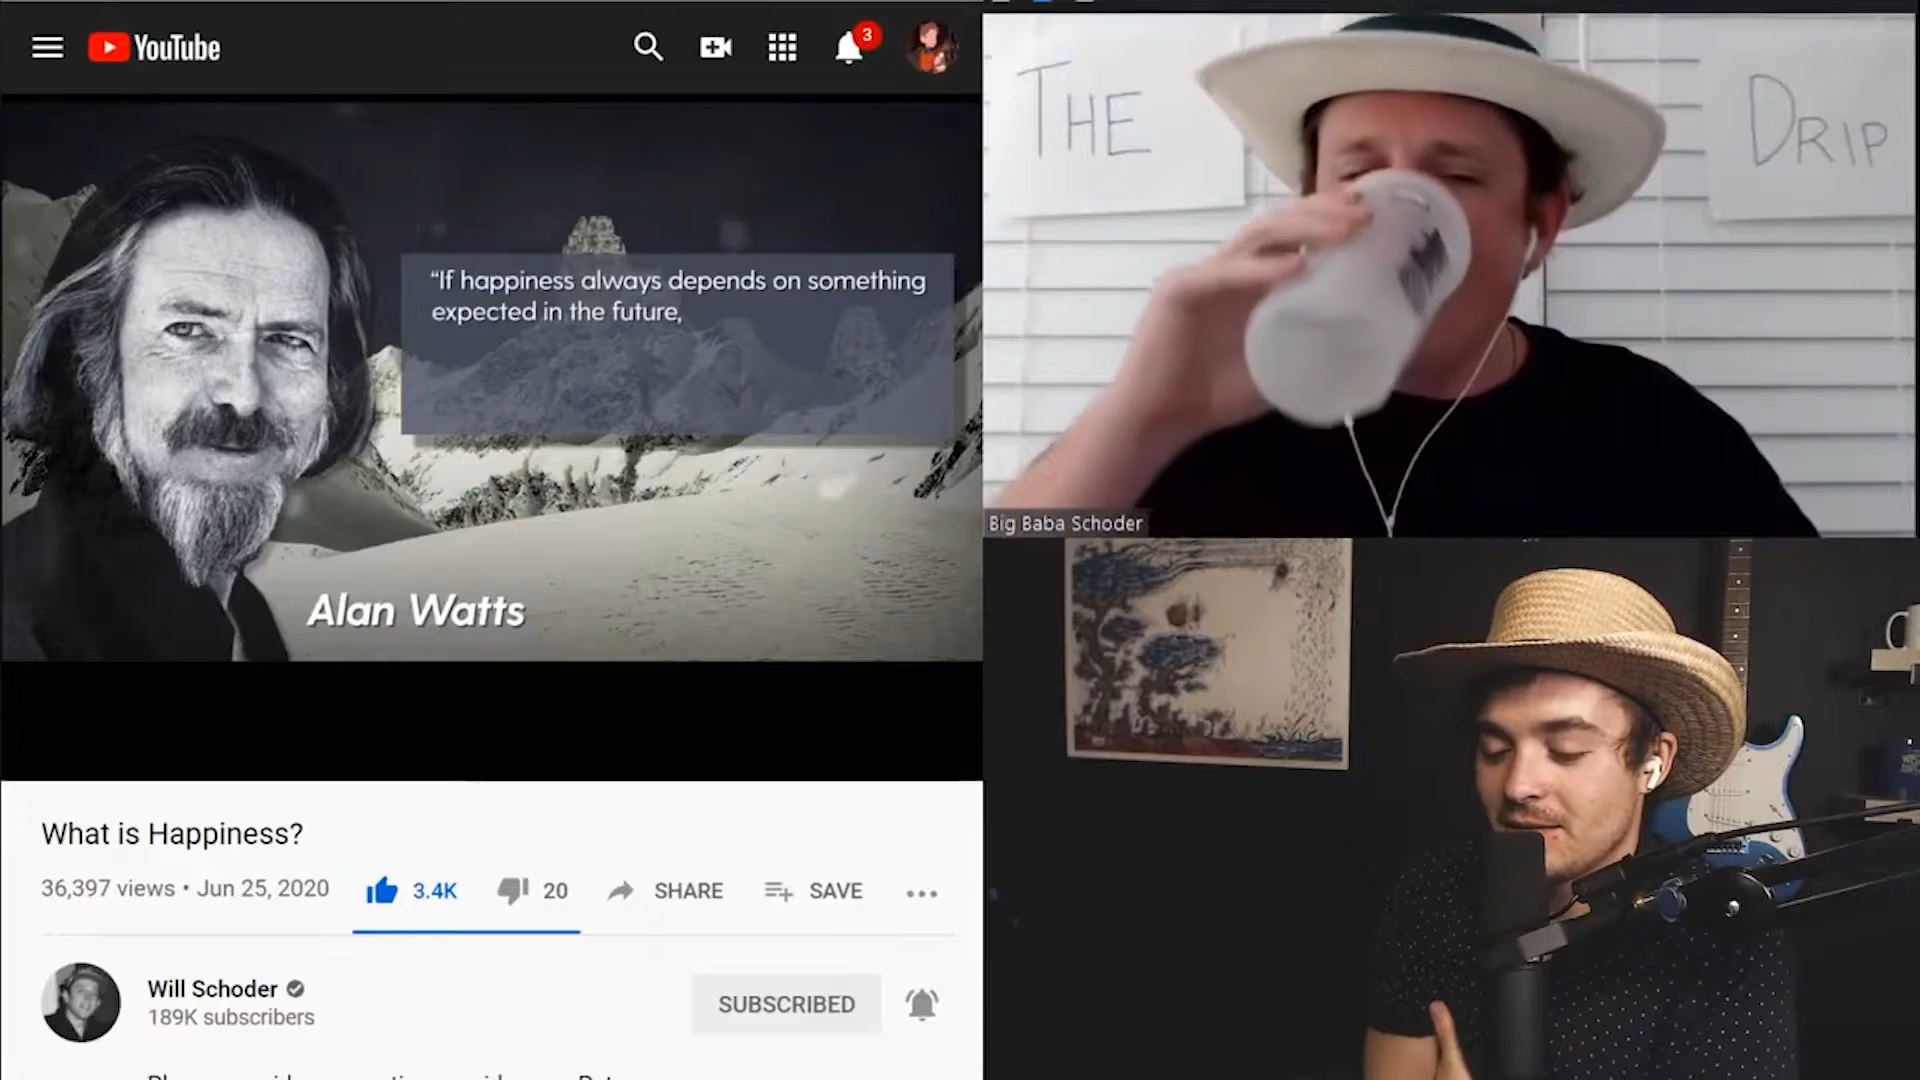 YouTube
3
"If happiness always depends on something
expected in the future,
Alan Watts
What is Happiness?
36,397 views • Jun 25, 2020
3.4K
20
SHARE
SAVE
Will Schoder
189K subscribers
SUBSCRIBED
THE
DRIP
Big Baba Schoder